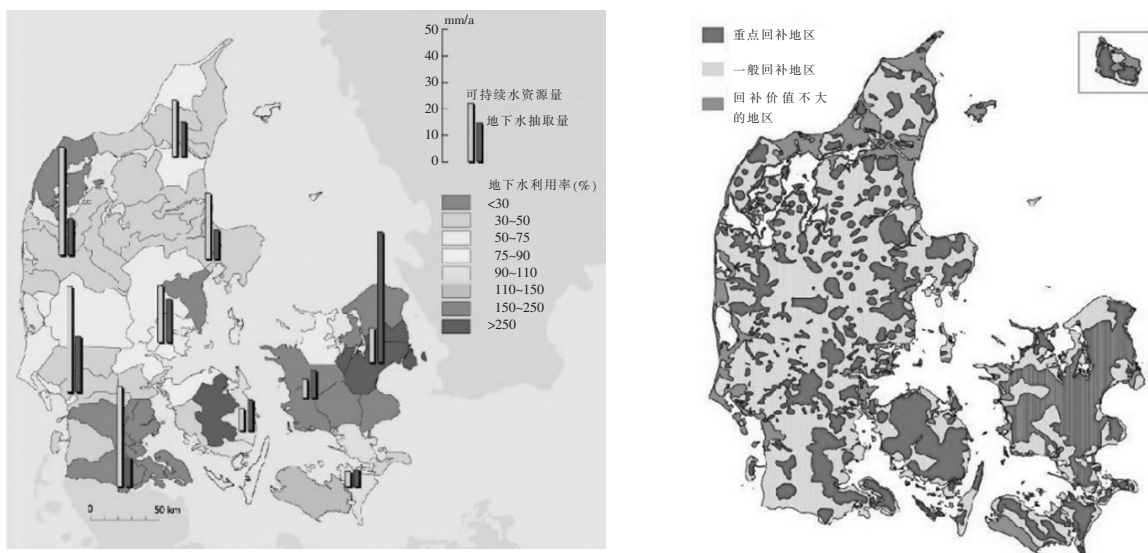 mm/a
50
40
30
20
10
0
可持续水资源量
地下水抽取量
地下水利用率(%)
<30
30~50
50~75
75~90
90~110
110~150
150~250
>250
0 50 km
重点回补地区
一般回补地区
回补价值不大
的地区